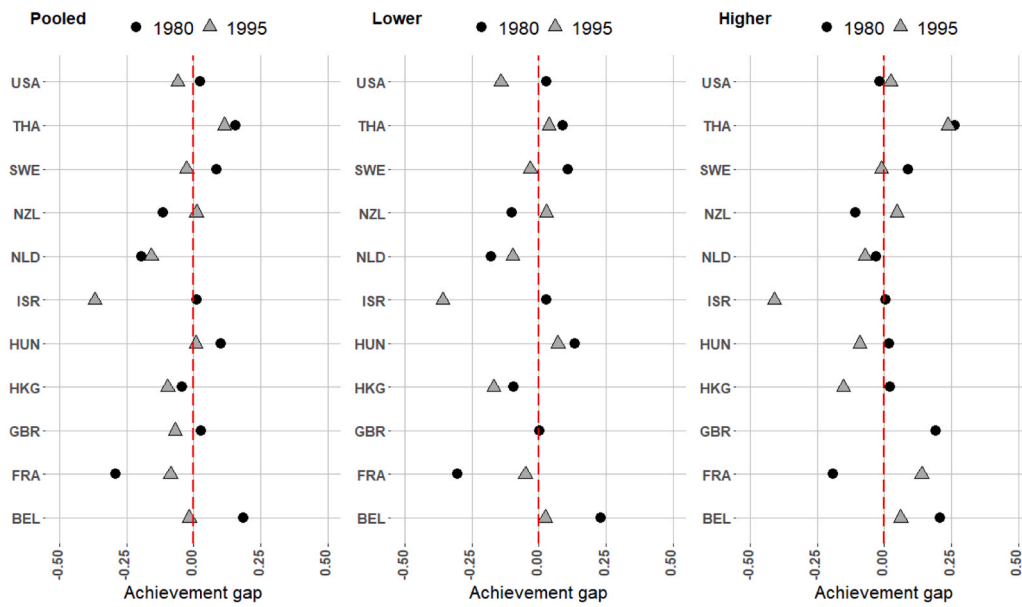 Pooled
1980 1995
USA
THA
SWE
NZL
NLD
ISR
HUN
HKG
GBR
FRA
BEL
-0.50
-0.25
0.00
0.25
0.50
Achievement gap
Lower
1980 1995
USA
THA
SWE
NZL
NLD
ISR
HUN
HKG
GBR
FRA
BEL
-0.50
-0.25
0.00
0.25
0.50
Achievement gap
Higher
1980 1995
USA
THA
SWE
NZL
NLD
ISR
HUN
HKG
GBR
FRA
BEL
-0.50
-0.25
0.00
0.25
0.50
Achievement gap